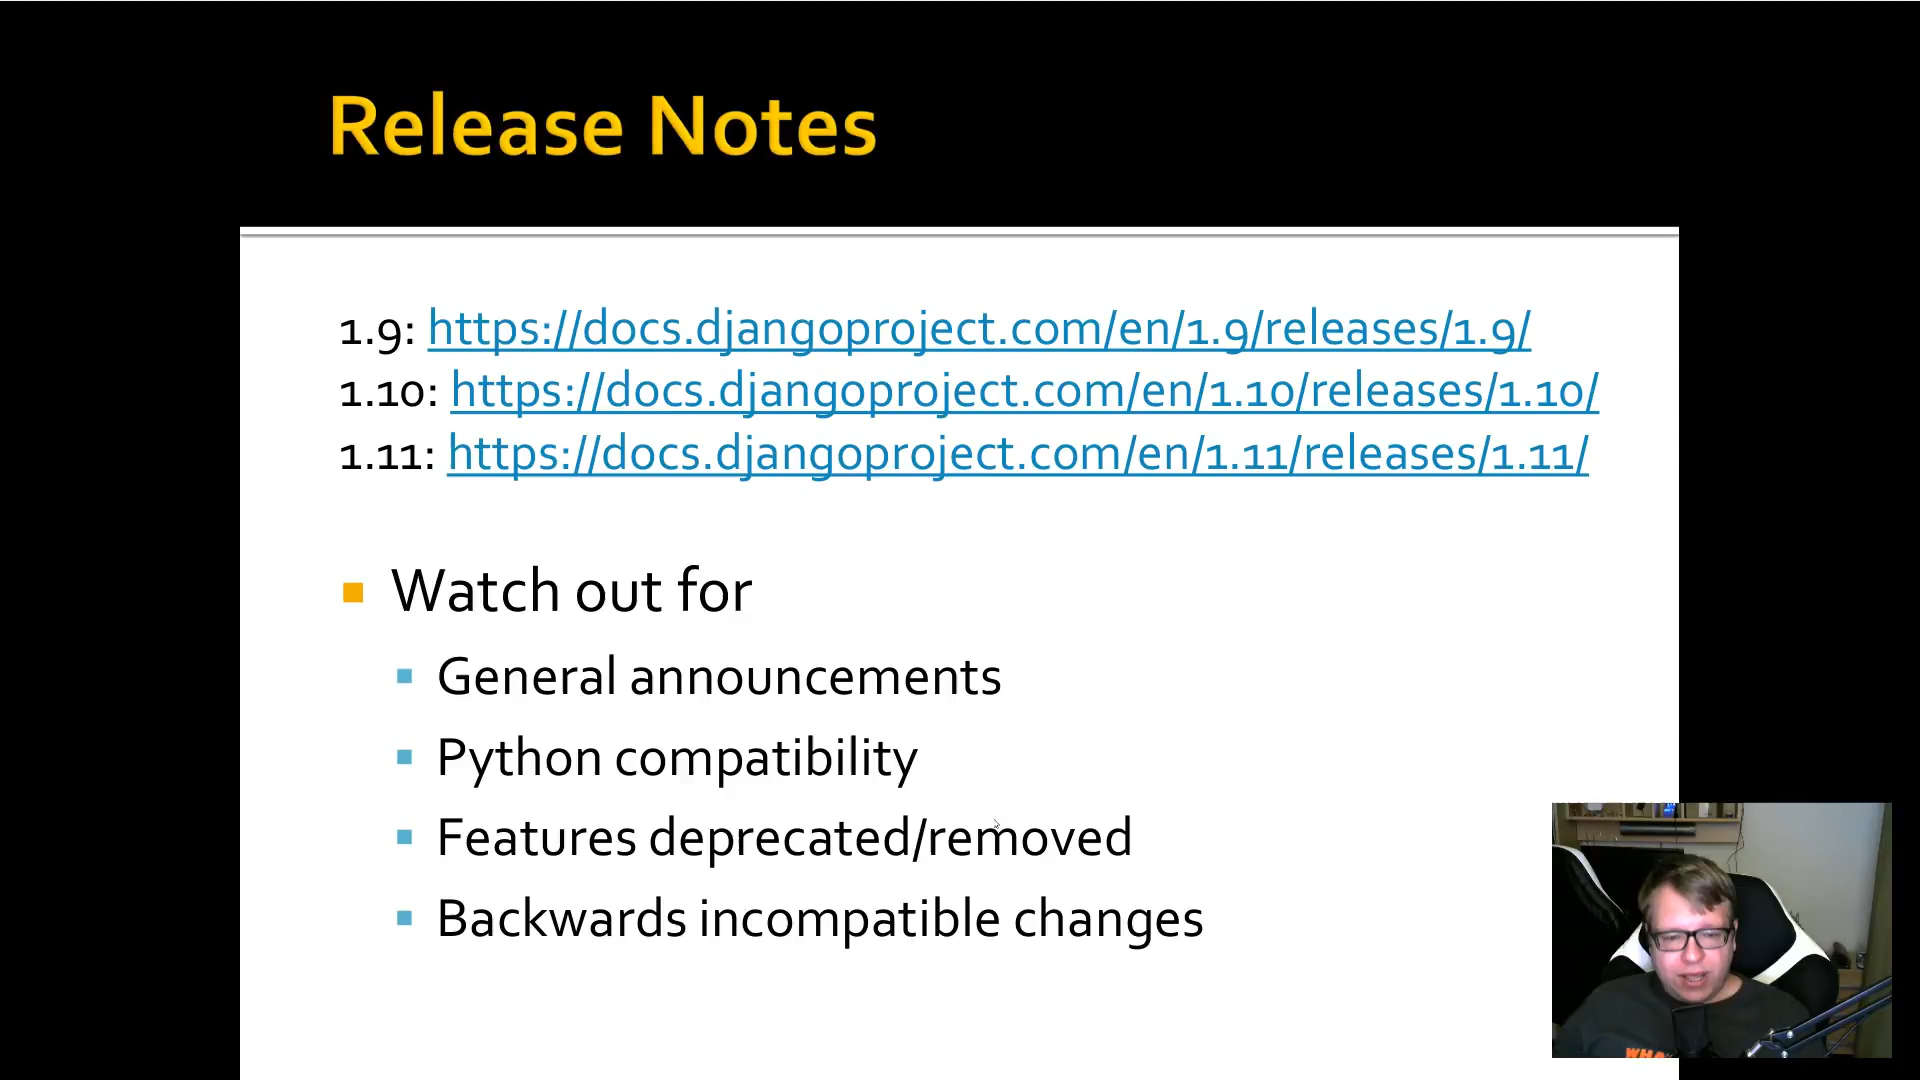 Release Notes
1.9: https://docs.djangoproject.com/en/1.9/releases/1.9/
1.10: https://docs.djangoproject.com/en/1.10/releases/1.10/
1.11: https://docs.djangoproject.com/en/1.11/releases/1.11/
Watch out for
General announcements
Python compatibility
Features deprecated/removed
Backwards incompatible changes